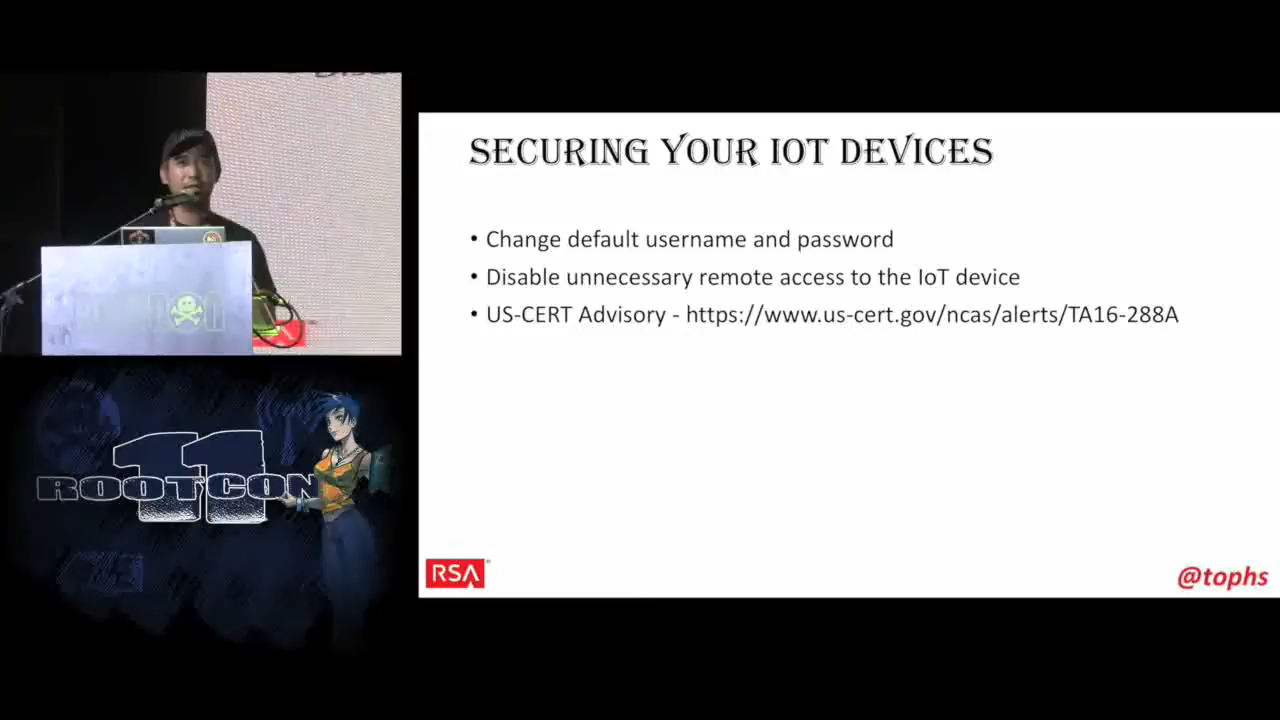 SECURING YOUR IOT DEVICES
• Change default username and password
• Disable unnecessary remote access to the IoT device
• US-CERT Advisory - https://www.us-cert.gov/ncas/alerts/TA16-288A
RSA
@tophs
11
ROOTCON